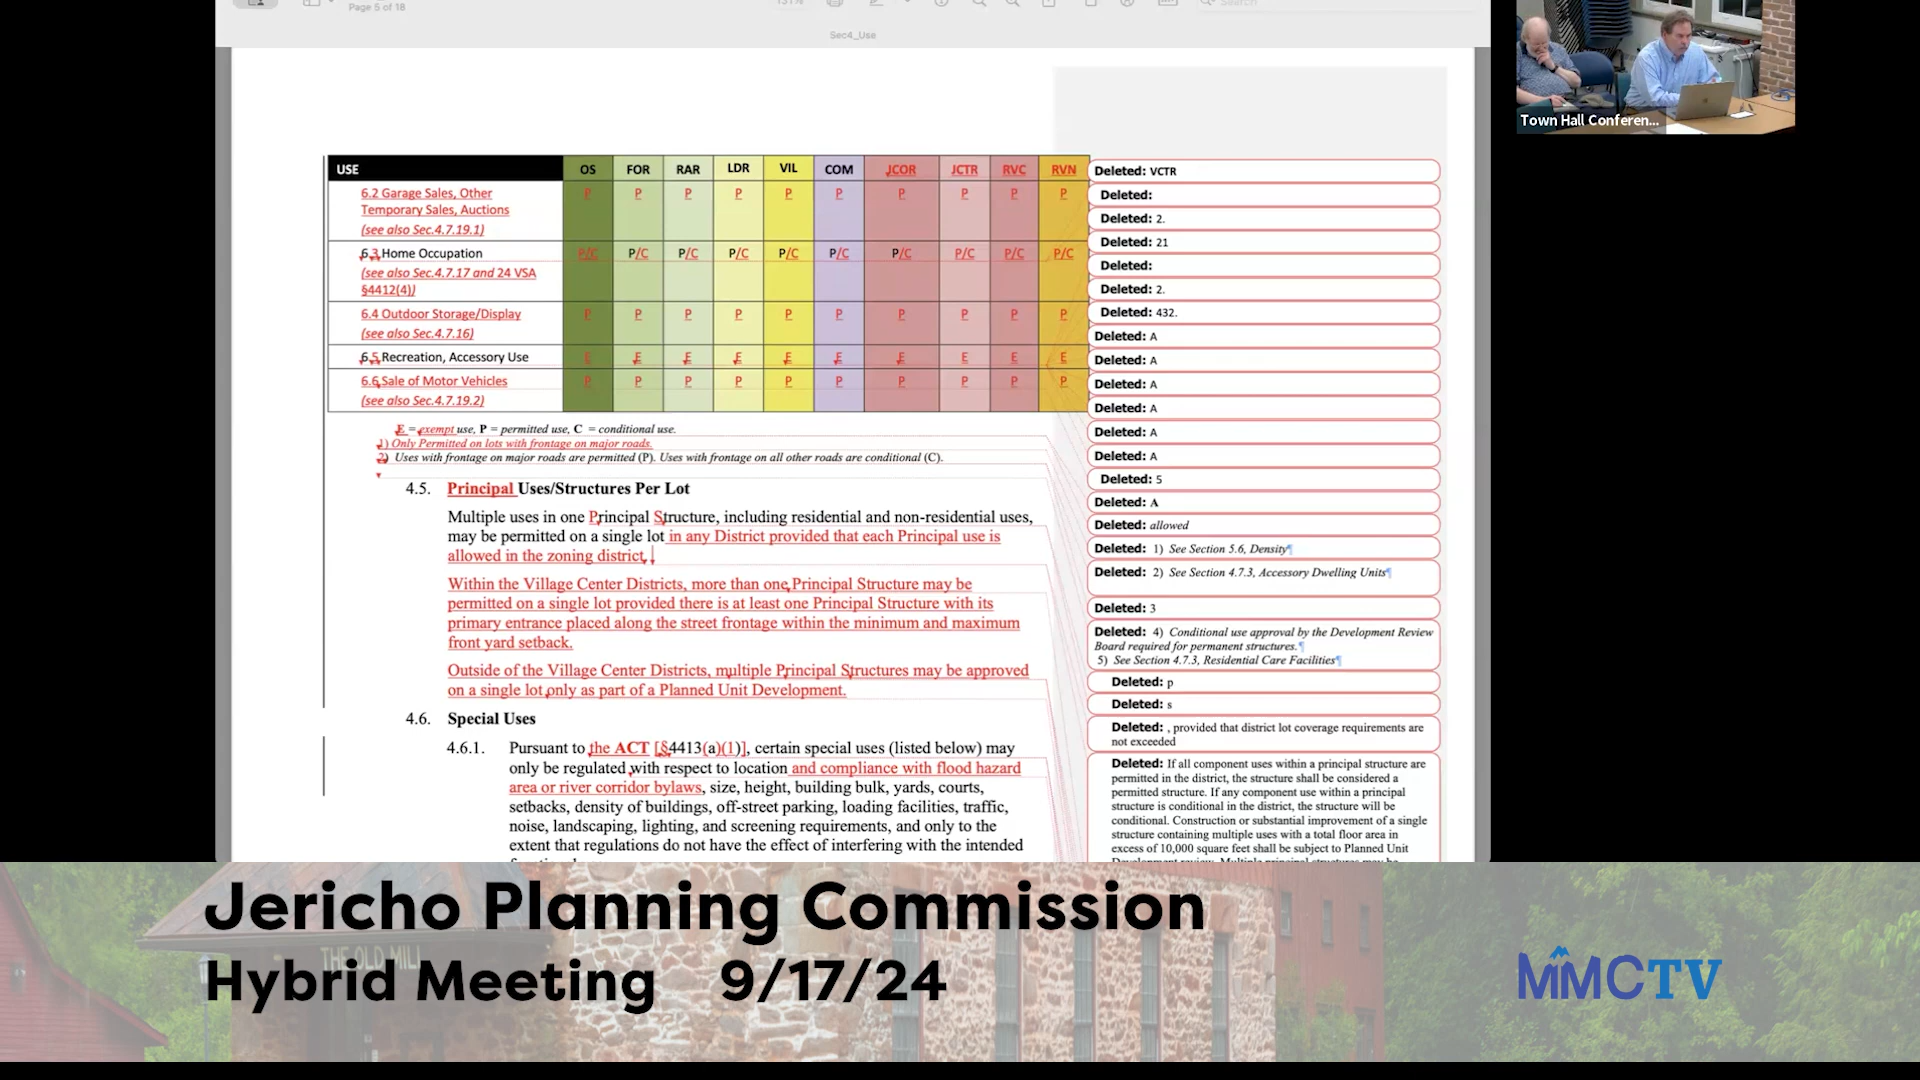 Page 5 of 18
131%
Search
Sec4_Use
Town Hall Conferen...
USE OS FOR RAR LDR VIL COM JCOR JCTR RVC RVN
6.2 Garage Sales, Other
Temporary Sales, Auctions
(see also Sec.4.7.19.1)
P P P P P P P P P P
6.3 Home Occupation
(see also Sec.4.7.17 and 24 VSA
§4412(4))
P/C P/C P/C P/C P/C P/C P/C P/C P/C P/C
6.4 Outdoor Storage/Display
(see also Sec.4.7.16)
P P P P P P P P P P
6.5 Recreation, Accessory Use E E E E E E E E E E
6.6 Sale of Motor Vehicles
(see also Sec.4.7.19.2)
P P P P P P P P P P
E = exempt use, P = permitted use, C = conditional use.
1) Only Permitted on lots with frontage on major roads.
2) Uses with frontage on major roads are permitted (P). Uses with frontage on all other roads are conditional (C).
4.5. Principal Uses/Structures Per Lot
Multiple uses in one Principal Structure, including residential and non-residential uses,
may be permitted on a single lot in any District provided that each Principal use is
allowed in the zoning district.
Within the Village Center Districts, more than one Principal Structure may be
permitted on a single lot provided there is at least one Principal Structure with its
primary entrance placed along the street frontage within the minimum and maximum
front yard setback.
Outside of the Village Center Districts, multiple Principal Structures may be approved
on a single lot only as part of a Planned Unit Development.
4.6. Special Uses
4.6.1. Pursuant to the ACT [§4413(a)(1)], certain special uses (listed below) may
only be regulated with respect to location and compliance with flood hazard
area or river corridor bylaws, size, height, building bulk, yards, courts,
setbacks, density of buildings, off-street parking, loading facilities, traffic,
noise, landscaping, lighting, and screening requirements, and only to the
extent that regulations do not have the effect of interfering with the intended
Deleted: VCTR
Deleted:
Deleted: 2.
Deleted: 21
Deleted:
Deleted: 2.
Deleted: 432.
Deleted: A
Deleted: A
Deleted: A
Deleted: A
Deleted: A
Deleted: A
Deleted: 5
Deleted: A
Deleted: allowed
Deleted: 1) See Section 5.6, Density¶
Deleted: 2) See Section 4.7.3, Accessory Dwelling Units¶
Deleted: 3
Deleted: 4) Conditional use approval by the Development Review
Board required for permanent structures.¶
5) See Section 4.7.3, Residential Care Facilities¶
Deleted: p
Deleted: s
Deleted: , provided that district lot coverage requirements are
not exceeded
Deleted: If all component uses within a principal structure are
permitted in the district, the structure shall be considered a
permitted structure. If any component use within a principal
structure is conditional in the district, the structure will be
conditional. Construction or substantial improvement of a single
structure containing multiple uses with a total floor area in
excess of 10,000 square feet shall be subject to Planned Unit
Development review. Multiple principal structures may be
Jericho Planning Commission
Hybrid Meeting 9/17/24
THE OLD MILL
MMCTV